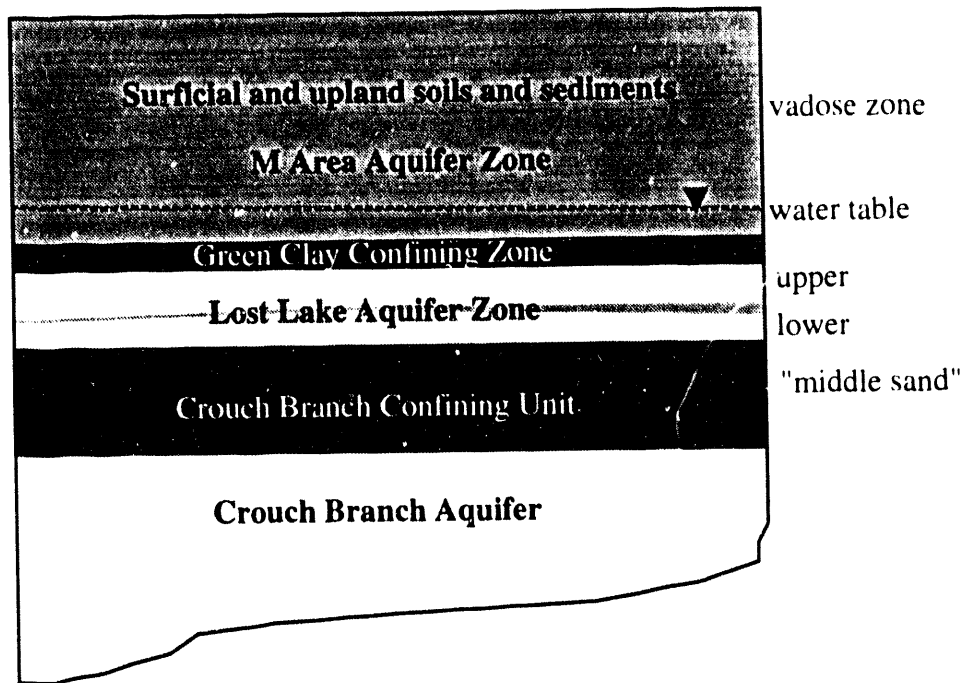 Surficial and upland soils and sediments
vadose zone
M Area Aquifer Zone
water table
Green Clay Confining Zone
upper
Lost Lake Aquifer Zone
lower
"middle sand"
Crouch Branch Confining Unit
Crouch Branch Aquifer